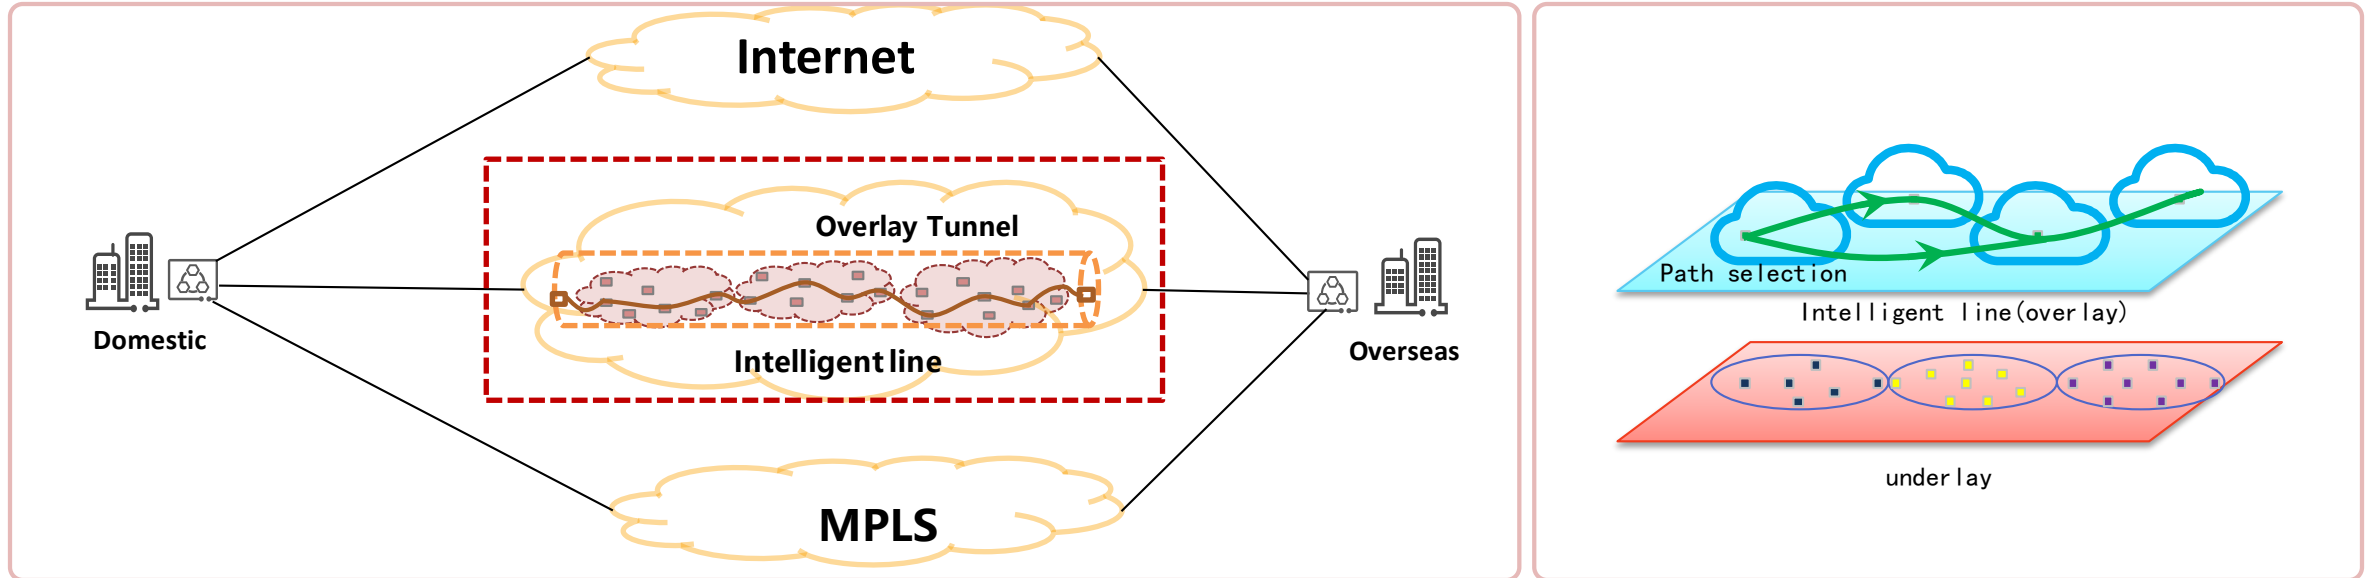 Internet
Overlay Tunnel
Intelligent line
Domestic
Overseas
MPLS
Path selection
Intelligent line(overlay)
underlay